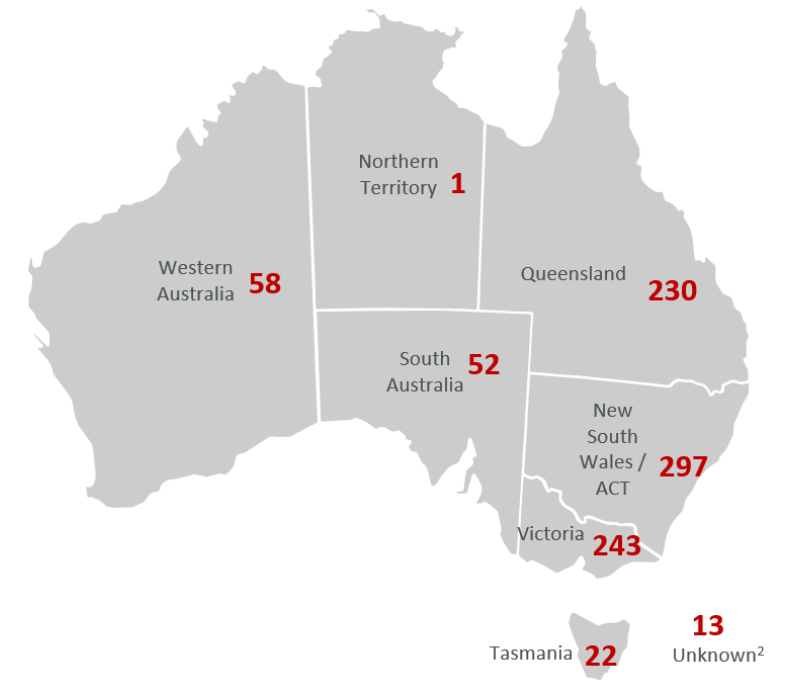 Northern
Territory 1
Western
Australia 58
Queensland 230
South
Australia 52
New
South
Wales / 297
ACT
Victoria 243
13
Tasmania 22
Unknown²